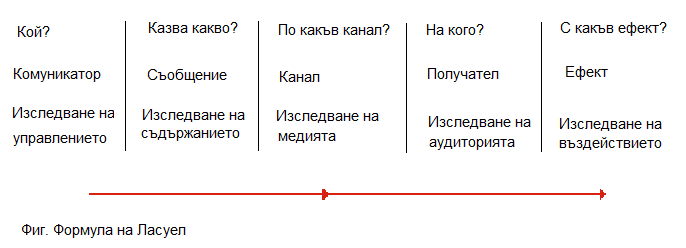 Кой?
Казва какво?
По какъв канал?
На кого?
С какъв ефект?
Комуникатор
Съобщение
Канал
Получател
Ефект
Изследване на
управлението
Изследване на
съдържанието
Изследване на
медията
Изследване на
аудиторията
Изследване на
въздействието
Фиг. Формула на Ласуел